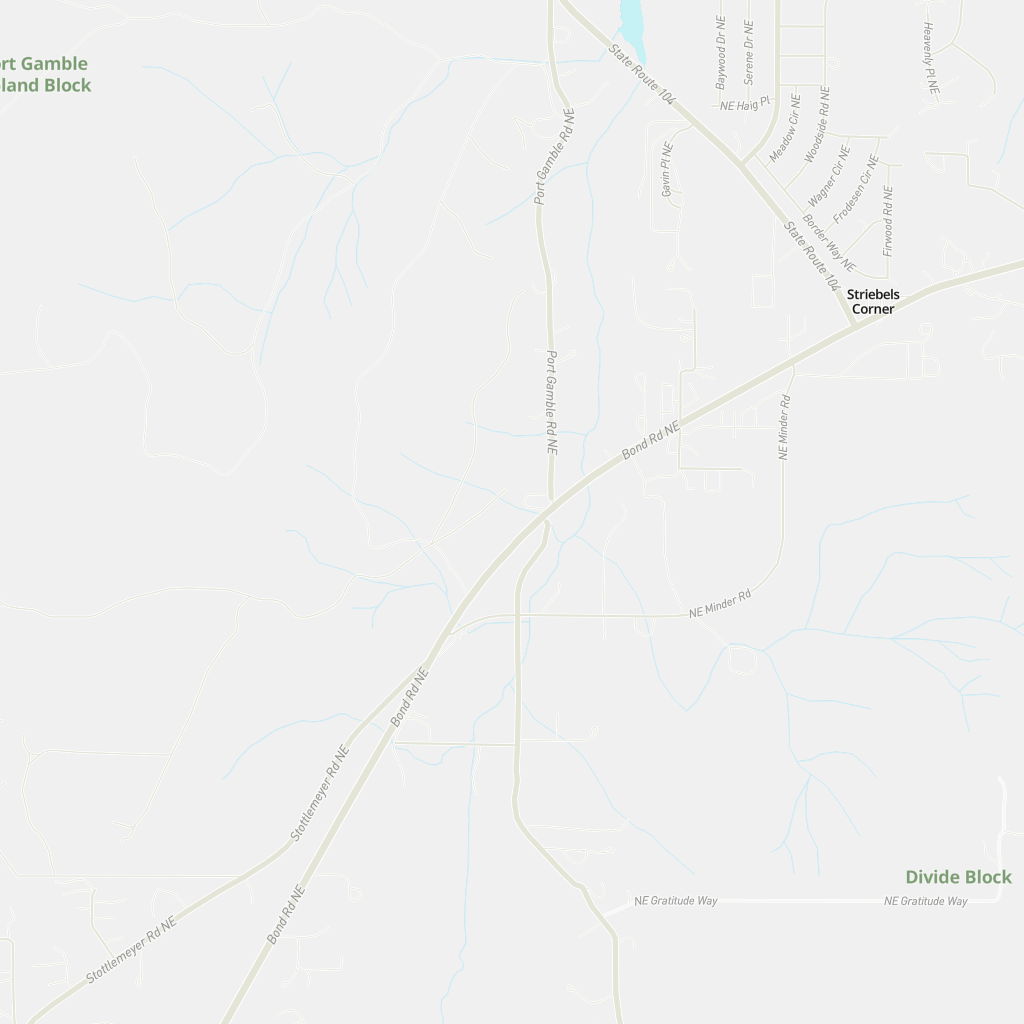 ort Gamble
land Block
State Route 104
Baywood Dr NE
Serene Dr NE
Heavenly Pl NE
NE Haig Pl
Meadow Cir NE
Woodside Rd NE
Port Gamble Rd NE
Gavin Pl NE
Wagner Cir NE
Frodesen Cir NE
Firwood Rd NE
Border Way NE
State Route 104
Striebels
Corner
Port Gamble Rd NE
Bond Rd NE
NE Minder Rd
NE Minder Rd
Bond Rd NE
Stottlemeyer Rd NE
Divide Block
NE Gratitude Way
NE Gratitude Way
Bond Rd NE
Stottlemeyer Rd NE